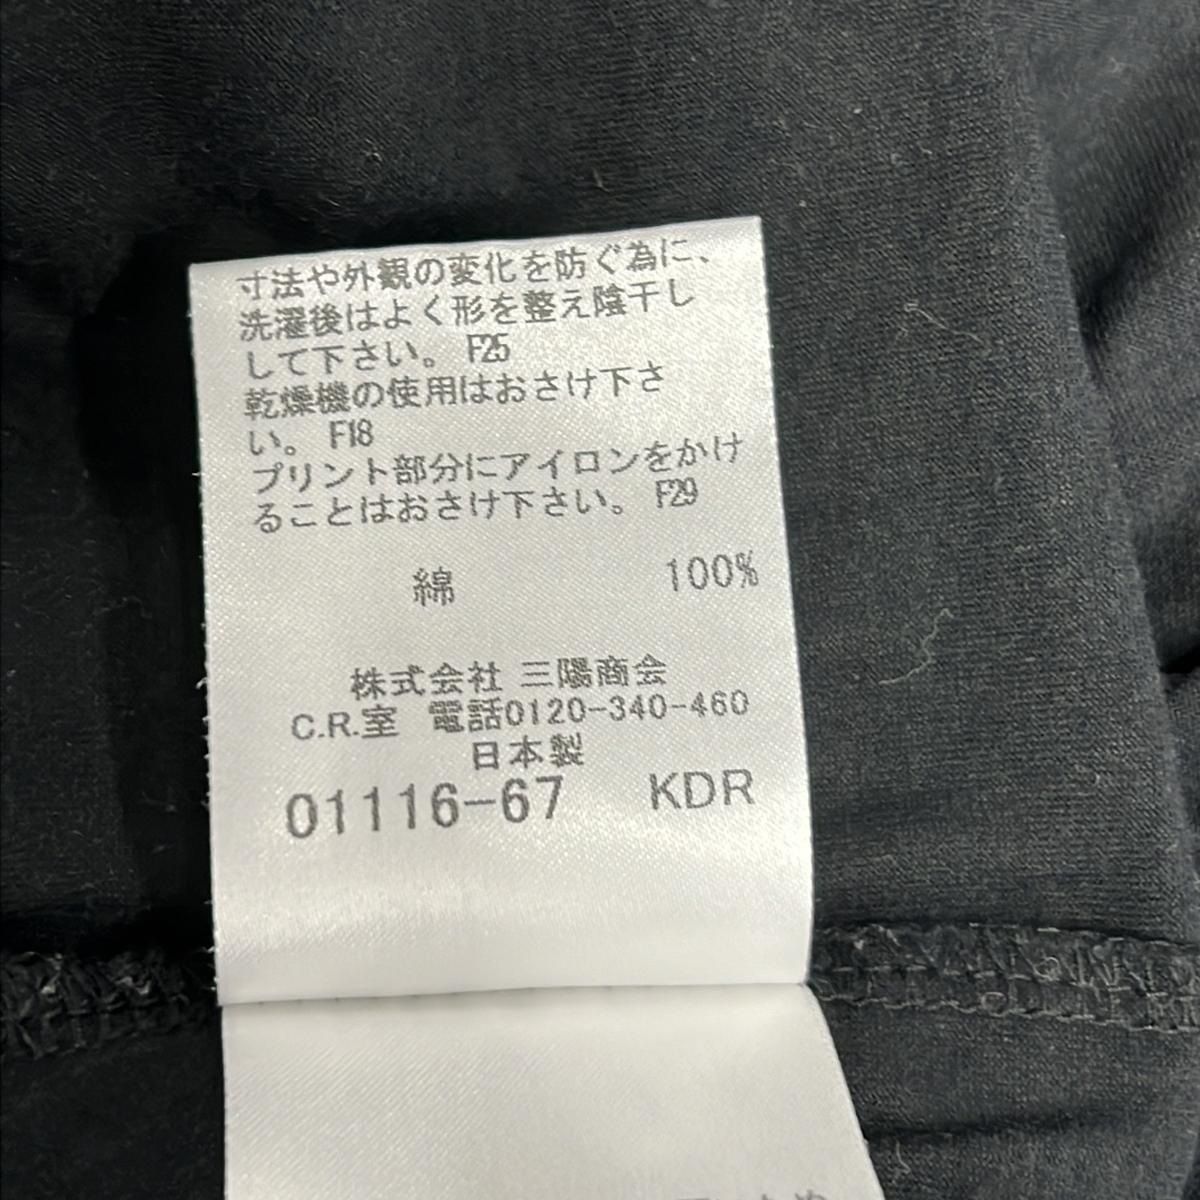 寸法や外観の変化を防ぐ為に、
洗濯後はよく形を整え陰干し
して下さい。 F25
乾燥機の使用はおさけ下さ
い。 F18
プリント部分にアイロンをかけ
ることはおさけ下さい。 F29
綿 100%
株式会社 三陽商会
C.R.室 電話0120-340-460
日本製
01116-67 KDR